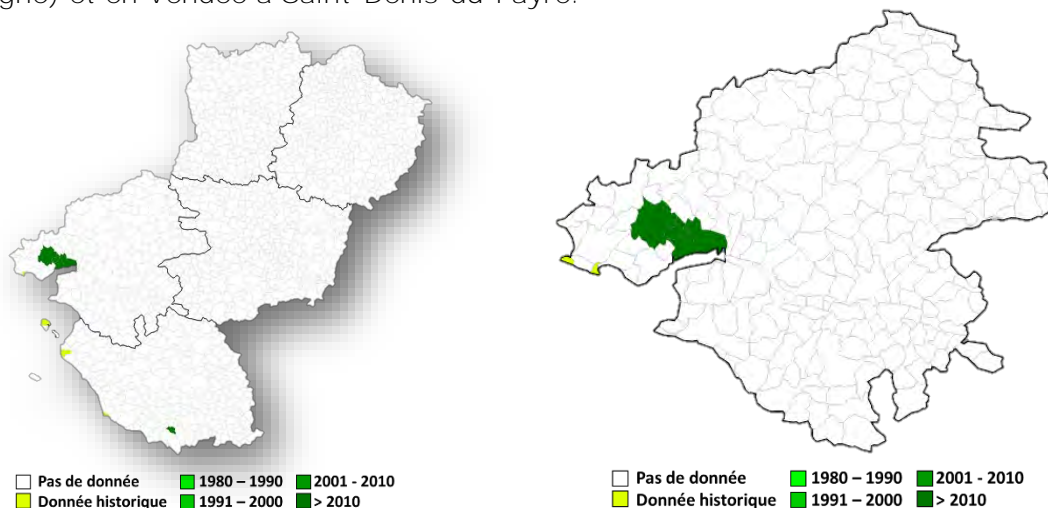 et en Vendée à Saint-Denis-du-Payré.
Pas de donnée 1980 – 1990 2001 - 2010
Donnée historique 1991 – 2000 > 2010
Pas de donnée 1980 – 1990 2001 - 2010
Donnée historique 1991 – 2000 > 2010